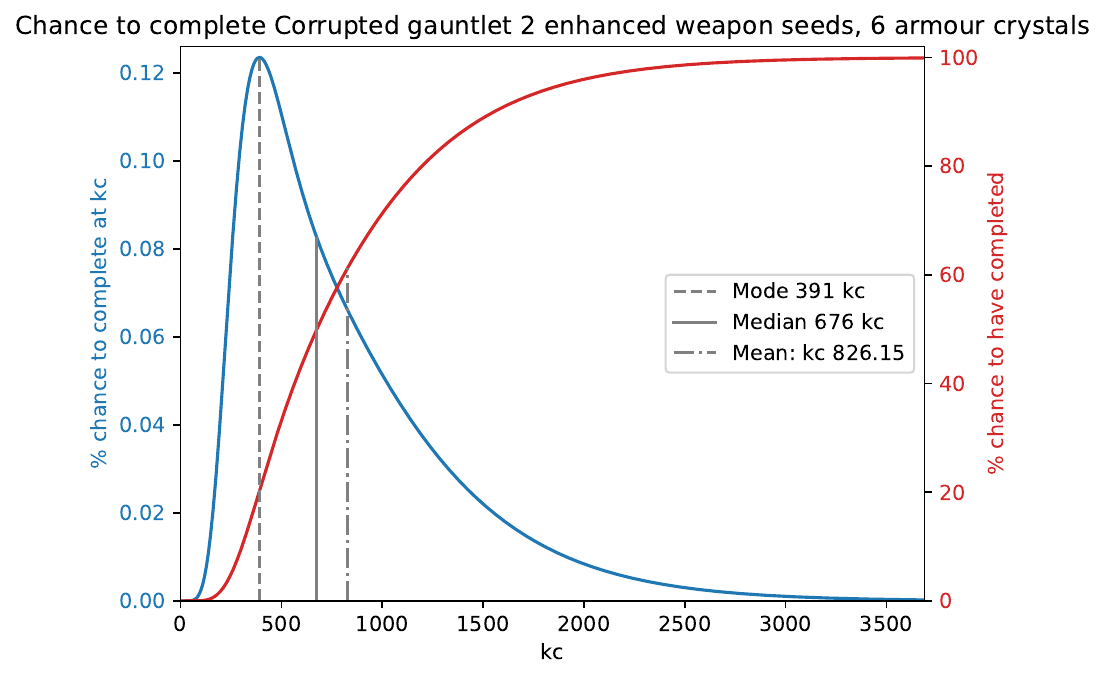 Chance to complete Corrupted gauntlet 2 enhanced weapon seeds, 6 armour crystals
% chance to complete at kc
0.12
0.10
0.08
0.06
0.04
0.02
0.00
Mode 391 kc
Median 676 kc
Mean: kc 826.15
100
80
60
40
20
0
% chance to have completed
0 500 1000 1500 2000 2500 3000 3500
kc